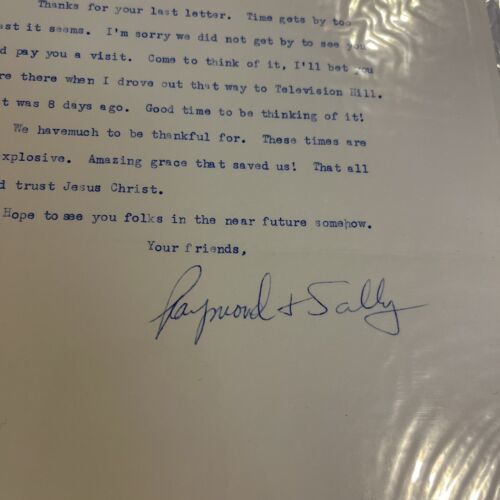 Thanks for your last letter. Time gets by too
ast it seems. I'm sorry we did not get by to see you
d pay you a visit. Come to think of it, I'll bet you
re there when I drove out that way to Television Hill.
t was 8 days ago. Good time to be thinking of it!
We havemuch to be thankful for. These times are
xplosive. Amazing grace that saved us! That all
d trust Jesus Christ.
Hope to see you folks in the near future somehow.
Your friends,
Raymond + Sally